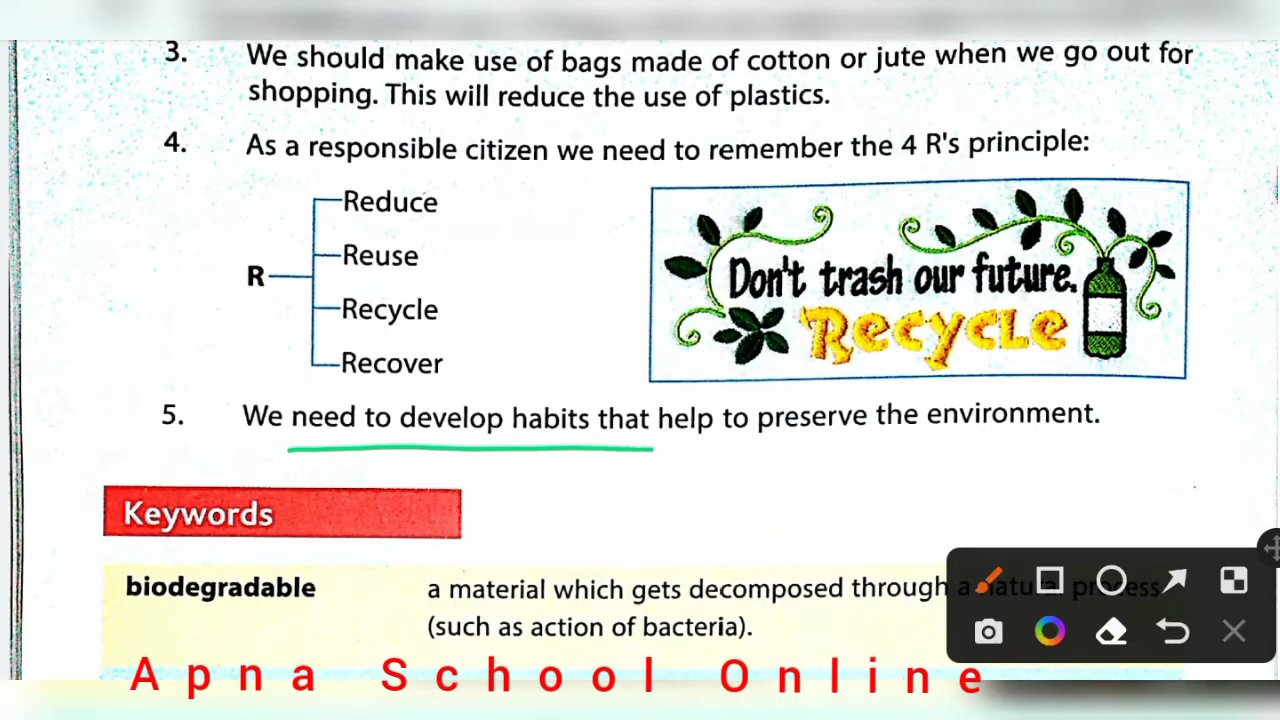 3. We should make use of bags made of cotton or jute when we go out for
shopping. This will reduce the use of plastics.
4. As a responsible citizen we need to remember the 4 R's principle:
R
Reduce
Reuse
Recycle
Recover
Don't trash our future.
Recycle
5. We need to develop habits that help to preserve the environment.
Keywords
biodegradable a material which gets decomposed through a natural process
(such as action of bacteria).
Apna School Online